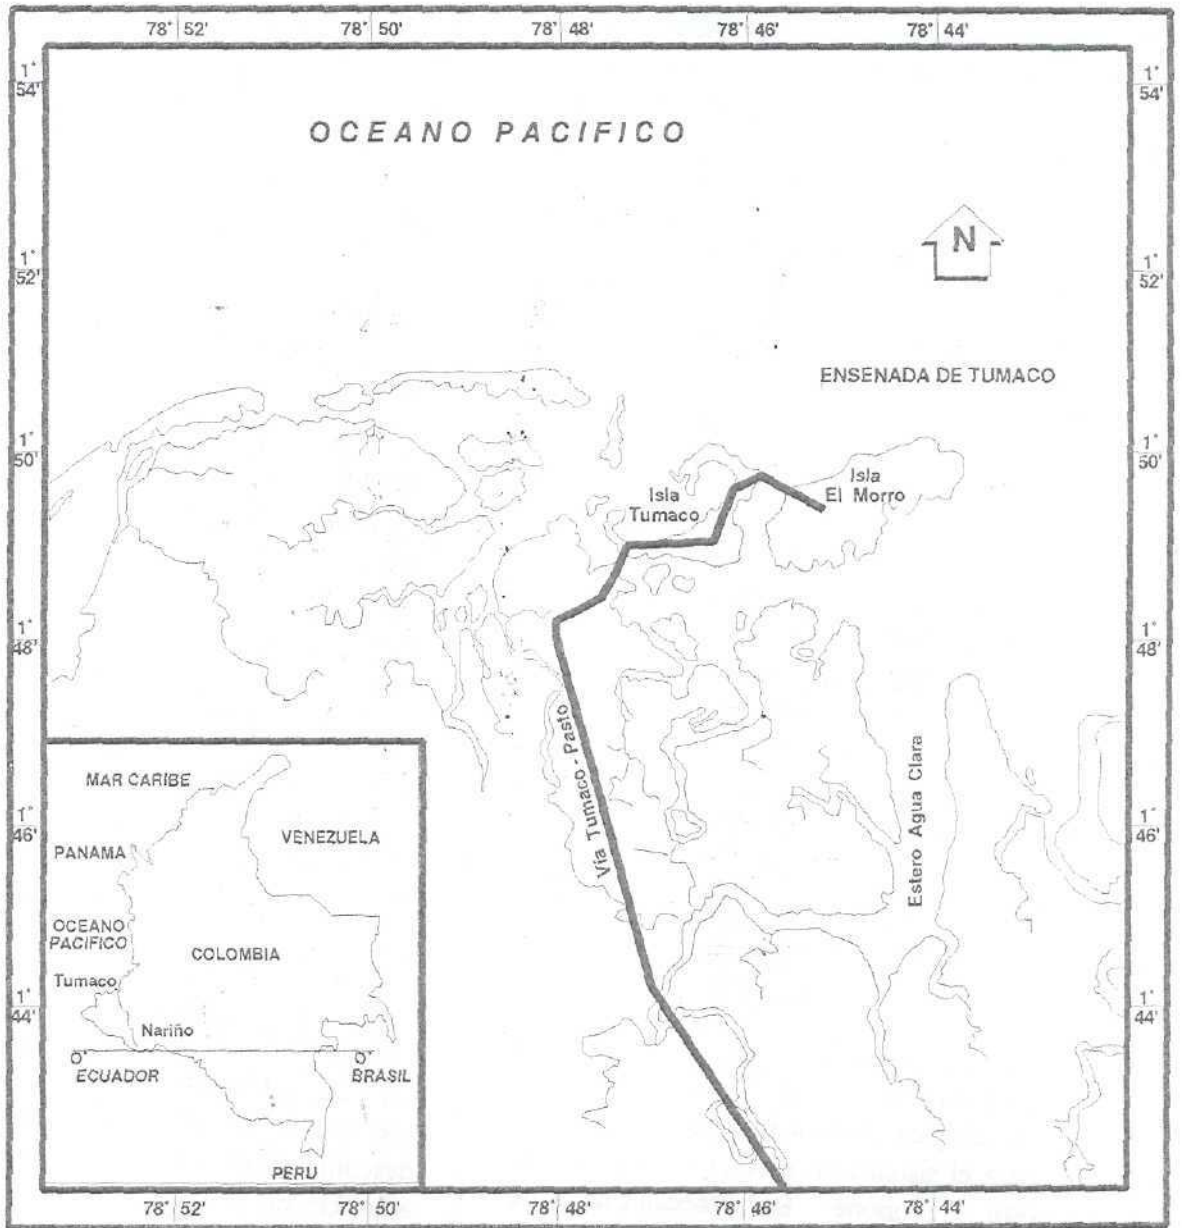 78° 52'
78° 50'
78° 48'
78° 46'
78° 44'
1°
54'
1°
54'
OCEANO PACIFICO
N
1°
52'
1°
52'
ENSENADA DE TUMACO
1°
50'
1°
50'
Isla
Tumaco
Isla
El Morro
1°
48'
1°
48'
Vía Tumaco - Pasto
Estero Agua Clara
1°
46'
1°
46'
1°
44'
1°
44'
MAR CARIBE
VENEZUELA
PANAMA
OCEANO
PACIFICO
COLOMBIA
Tumaco
Nariño
0°
0°
ECUADOR
BRASIL
PERU
78° 52'
78° 50'
78° 48'
78° 46'
78° 44'